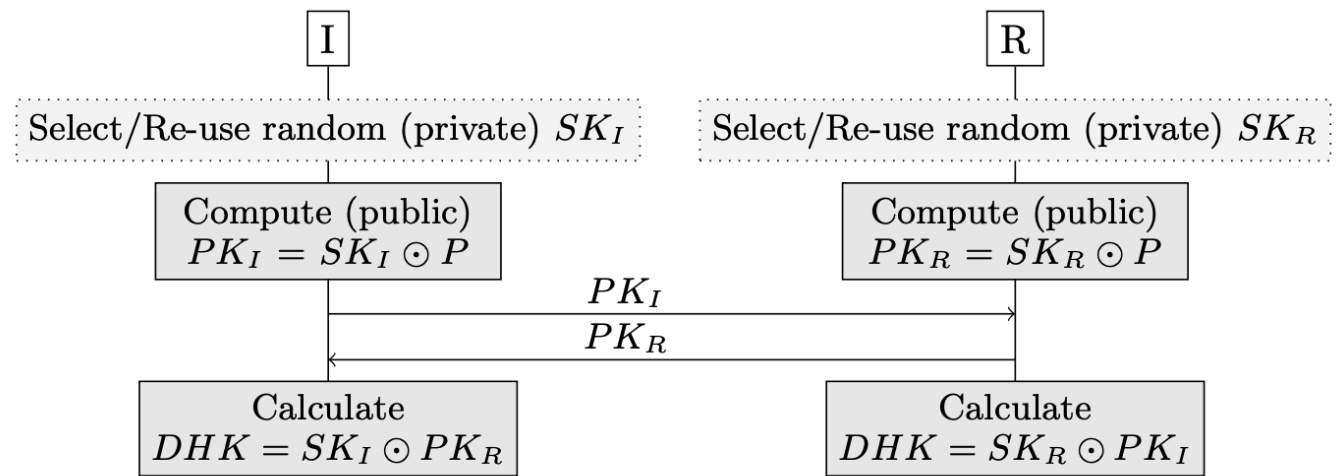 I
R
Select/Re-use random (private) SK_I
Select/Re-use random (private) SK_R
Compute (public)
PK_I = SK_I ⊙ P
Compute (public)
PK_R = SK_R ⊙ P
PK_I
PK_R
Calculate
DHK = SK_I ⊙ PK_R
Calculate
DHK = SK_R ⊙ PK_I